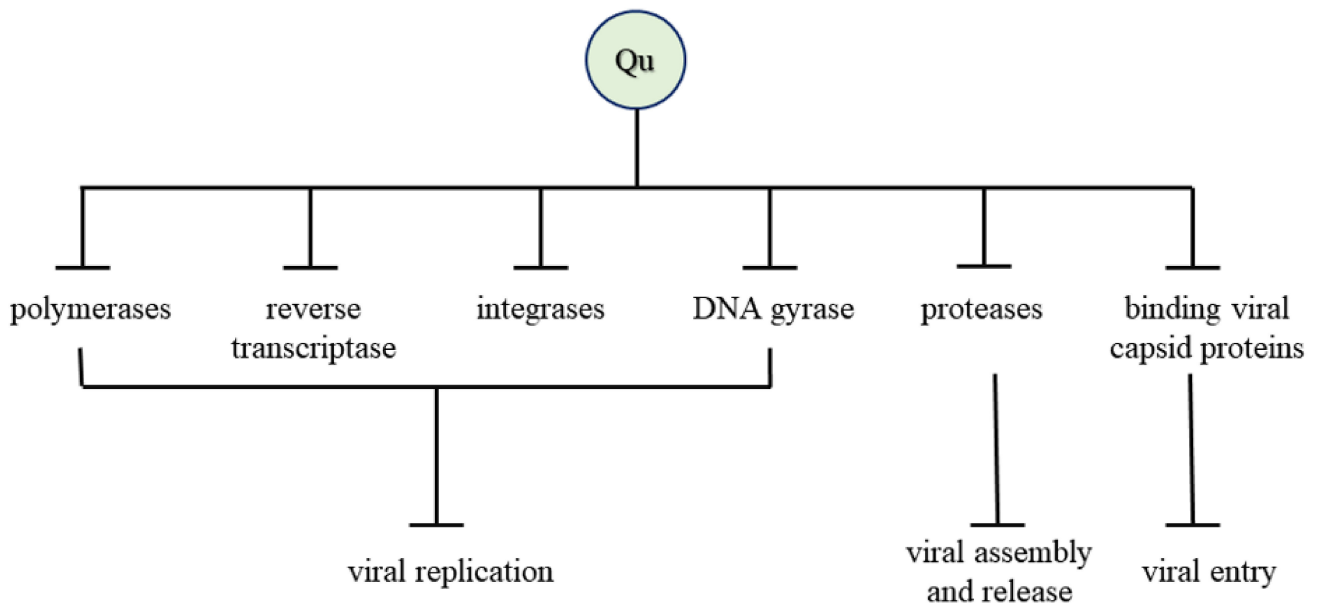 Qu
polymerases
reverse
transcriptase
integrases
DNA gyrase
proteases
binding viral
capsid proteins
viral replication
viral assembly
and release
viral entry